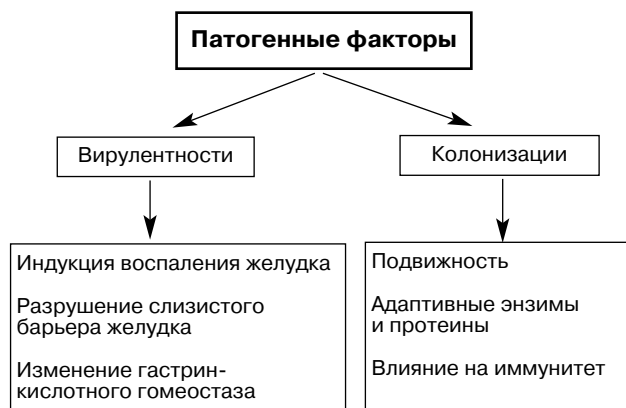 Патогенные факторы
Вирулентности
Колонизации
Индукция воспаления желудка
Разрушение слизистого
барьера желудка
Изменение гастрин-
кислотного гомеостаза
Подвижность
Адаптивные энзимы
и протеины
Влияние на иммунитет